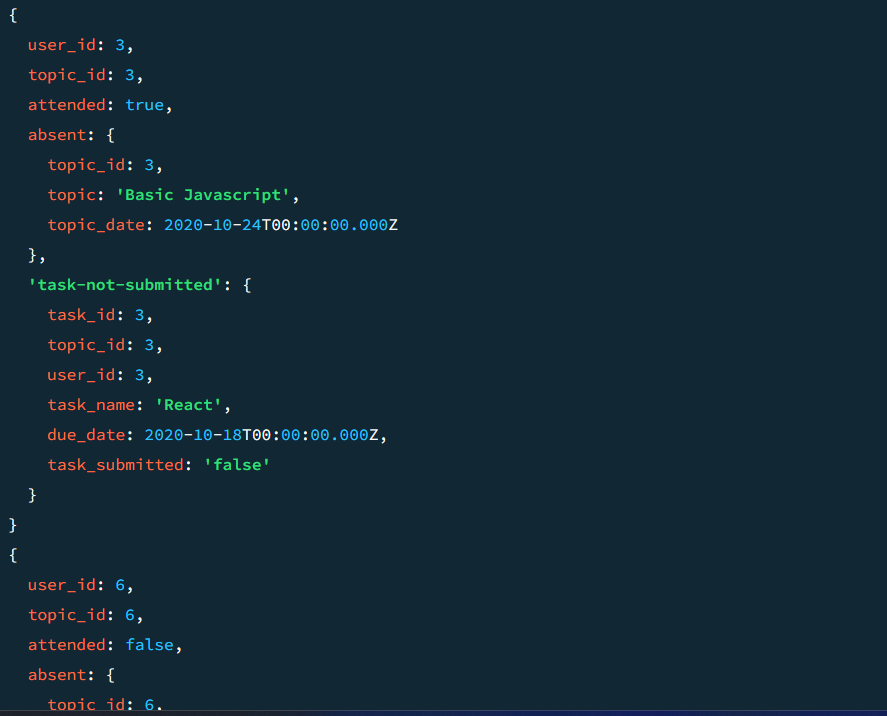 {
  user_id: 3,
  topic_id: 3,
  attended: true,
  absent: {
    topic_id: 3,
    topic: 'Basic Javascript',
    topic_date: 2020-10-24T00:00:00.000Z
  },
  'task-not-submitted': {
    task_id: 3,
    topic_id: 3,
    user_id: 3,
    task_name: 'React',
    due_date: 2020-10-18T00:00:00.000Z,
    task_submitted: 'false'
  }
}
{
  user_id: 6,
  topic_id: 6,
  attended: false,
  absent: {
    topic_id: 6,